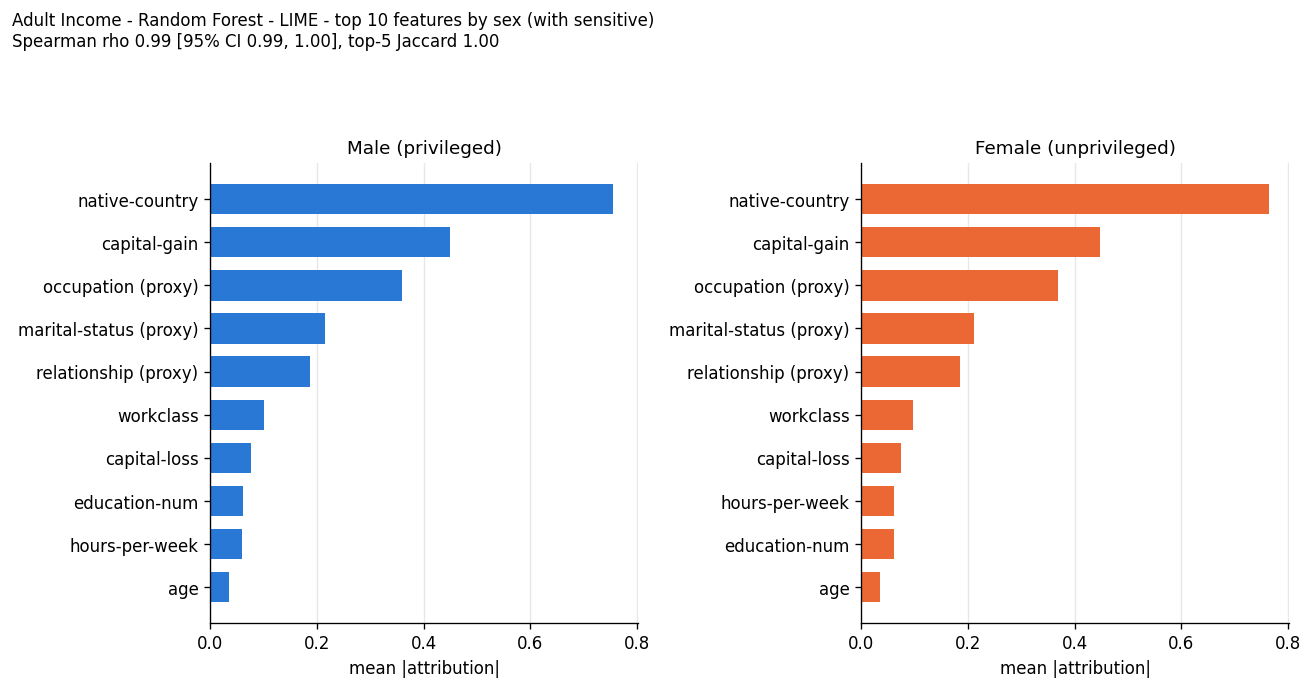 Adult Income - Random Forest - LIME - top 10 features by sex (with sensitive)
Spearman rho 0.99 [95% CI 0.99, 1.00], top-5 Jaccard 1.00
Male (privileged)
native-country
capital-gain
occupation (proxy)
marital-status (proxy)
relationship (proxy)
workclass
capital-loss
education-num
hours-per-week
age
0.0 0.2 0.4 0.6 0.8
mean |attribution|
Female (unprivileged)
native-country
capital-gain
occupation (proxy)
marital-status (proxy)
relationship (proxy)
workclass
capital-loss
hours-per-week
education-num
age
0.0 0.2 0.4 0.6 0.8
mean |attribution|